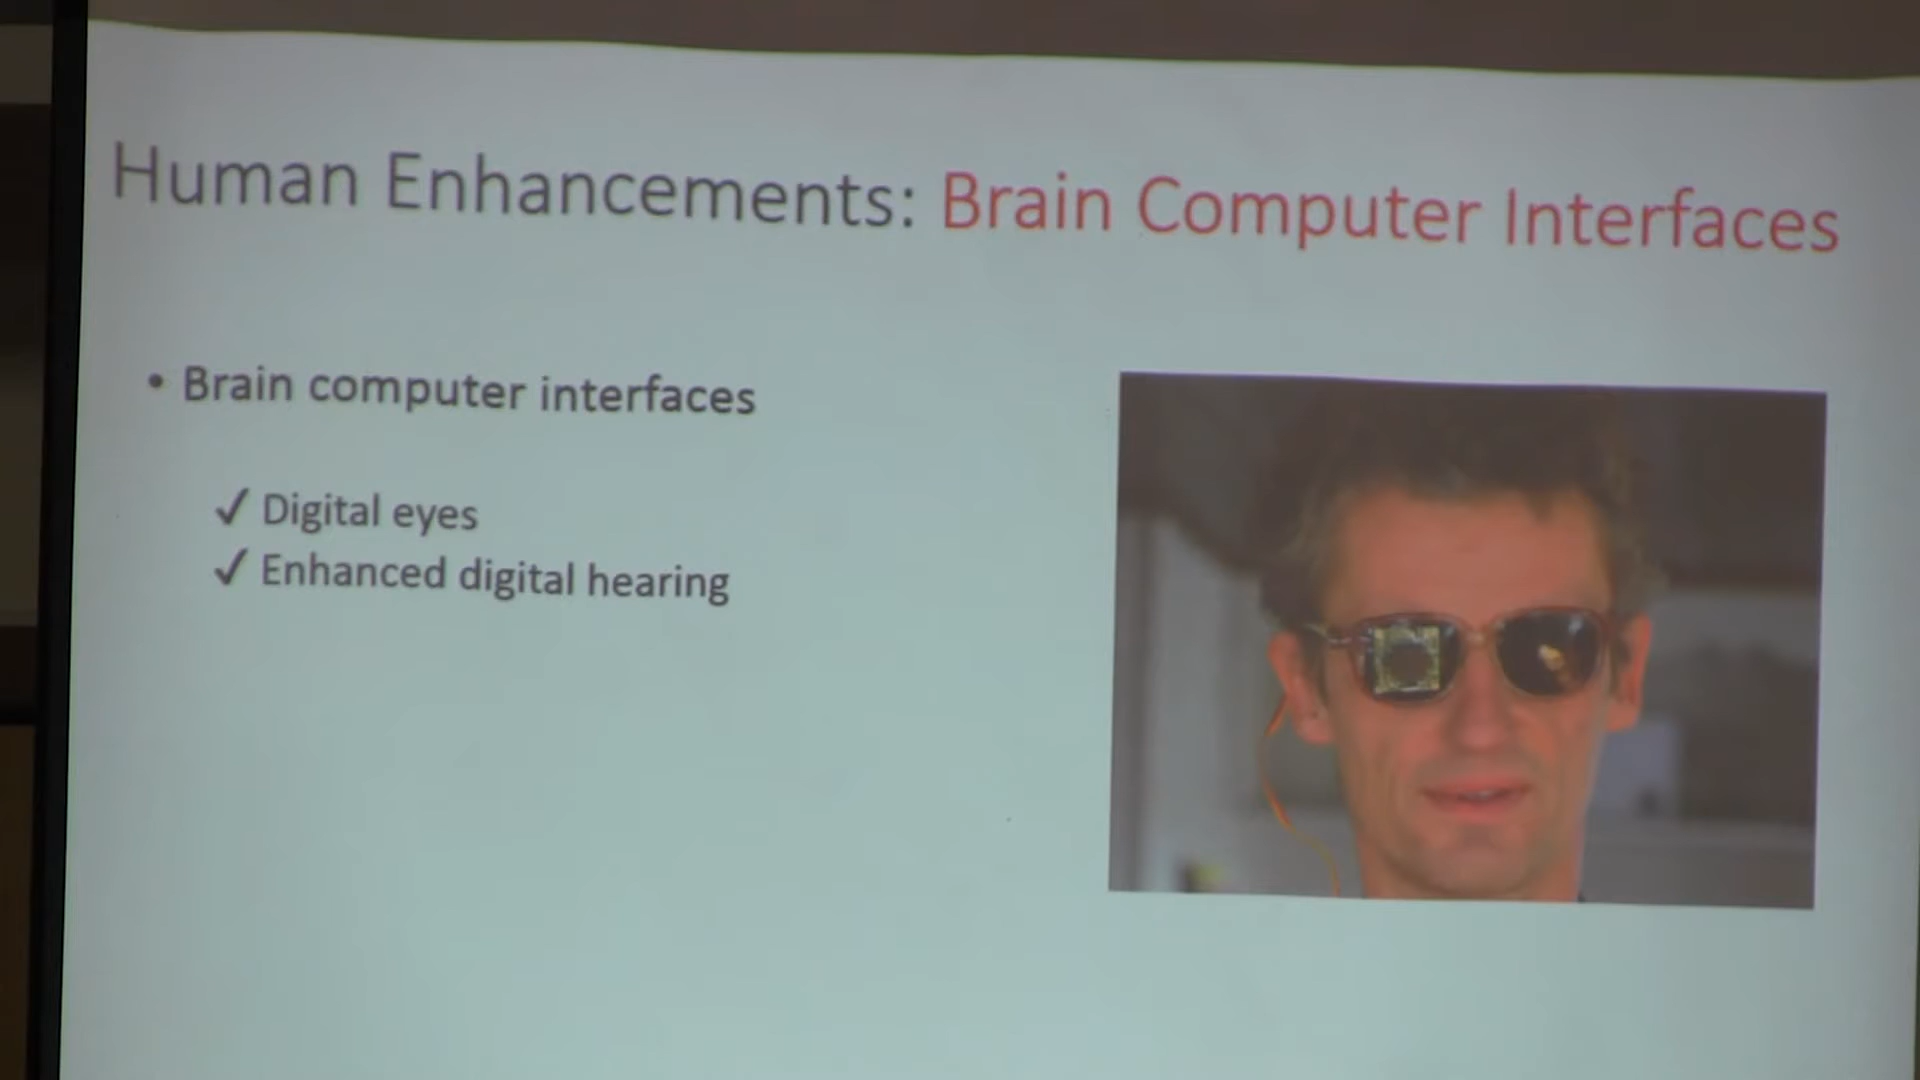 Human Enhancements: Brain Computer Interfaces
• Brain computer interfaces
✓ Digital eyes
✓ Enhanced digital hearing